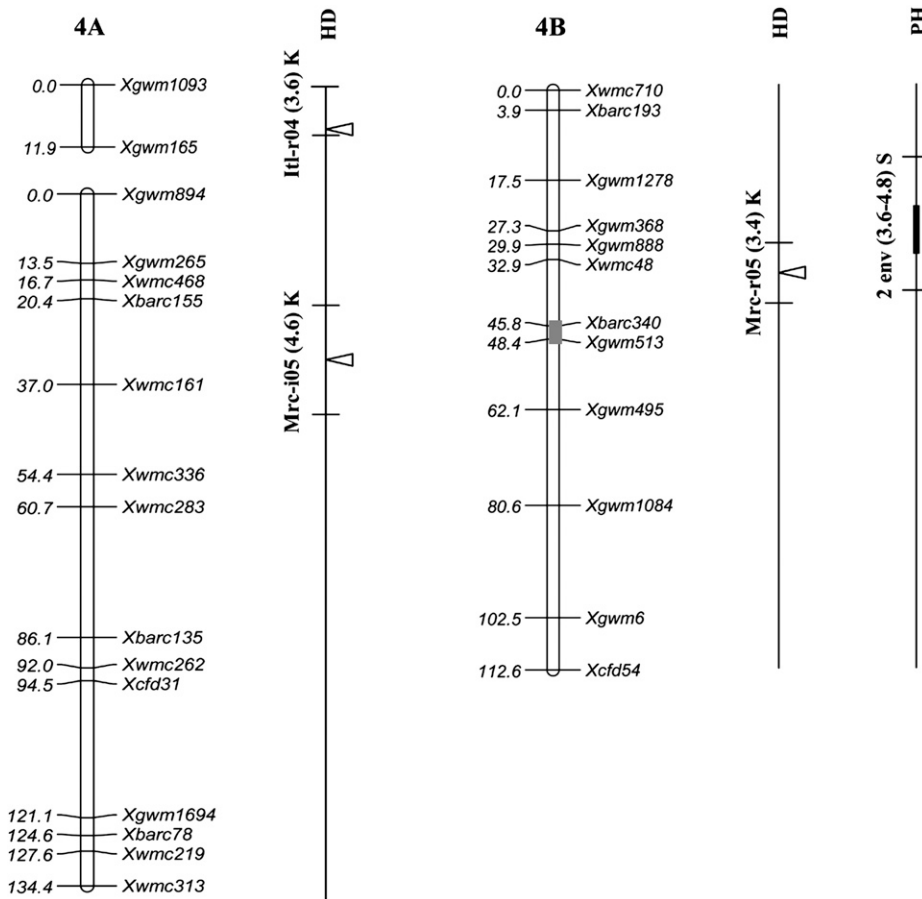 4A
HD
0.0 Xgwm1093
11.9 Xgwm165
0.0 Xgwm894
13.5 Xgwm265
16.7 Xwmc468
20.4 Xbarc155
37.0 Xwmc161
54.4 Xwmc336
60.7 Xwmc283
86.1 Xbarc135
92.0 Xwmc262
94.5 Xcfd31
121.1 Xgwm1694
124.6 Xbarc78
127.6 Xwmc219
134.4 Xwmc313
Itl-r04 (3.6) K
Mrc-i05 (4.6) K
4B
HD
PH
0.0 Xwmc710
3.9 Xbarc193
17.5 Xgwm1278
27.3 Xgwm368
29.9 Xgwm888
32.9 Xwmc48
45.8 Xbarc340
48.4 Xgwm513
62.1 Xgwm495
80.6 Xgwm1084
102.5 Xgwm6
112.6 Xcfd54
Mrc-r05 (3.4) K
2 env (3.6-4.8) S